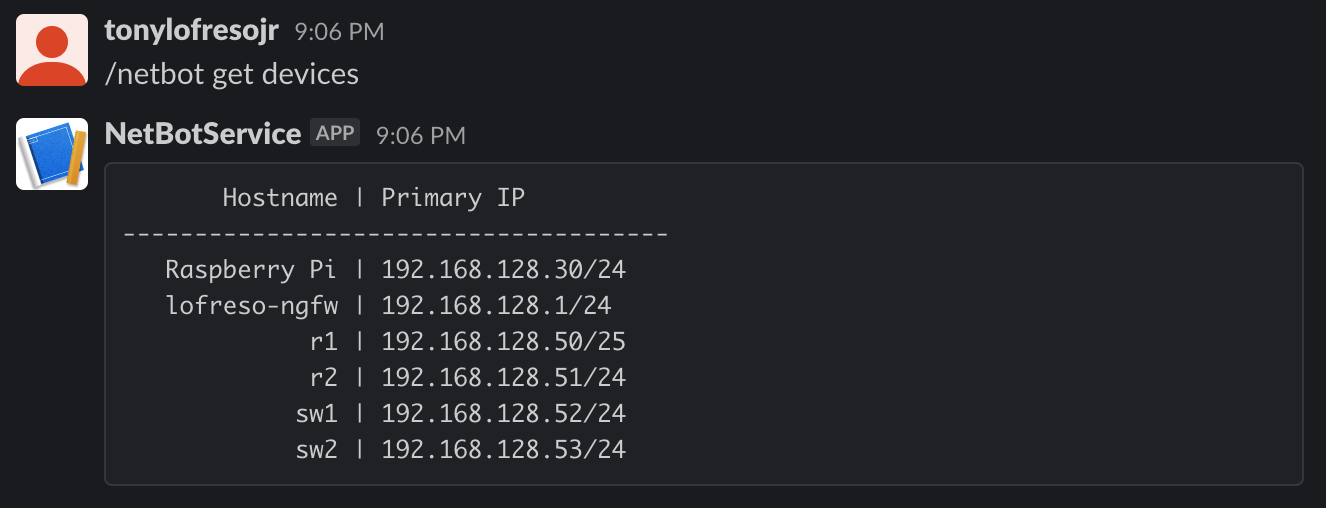 tonylofresojr 9:06 PM
/netbot get devices
NetBotService APP 9:06 PM
Hostname | Primary IP
--------------------------------------
Raspberry Pi | 192.168.128.30/24
lofreso-ngfw | 192.168.128.1/24
r1 | 192.168.128.50/25
r2 | 192.168.128.51/24
sw1 | 192.168.128.52/24
sw2 | 192.168.128.53/24